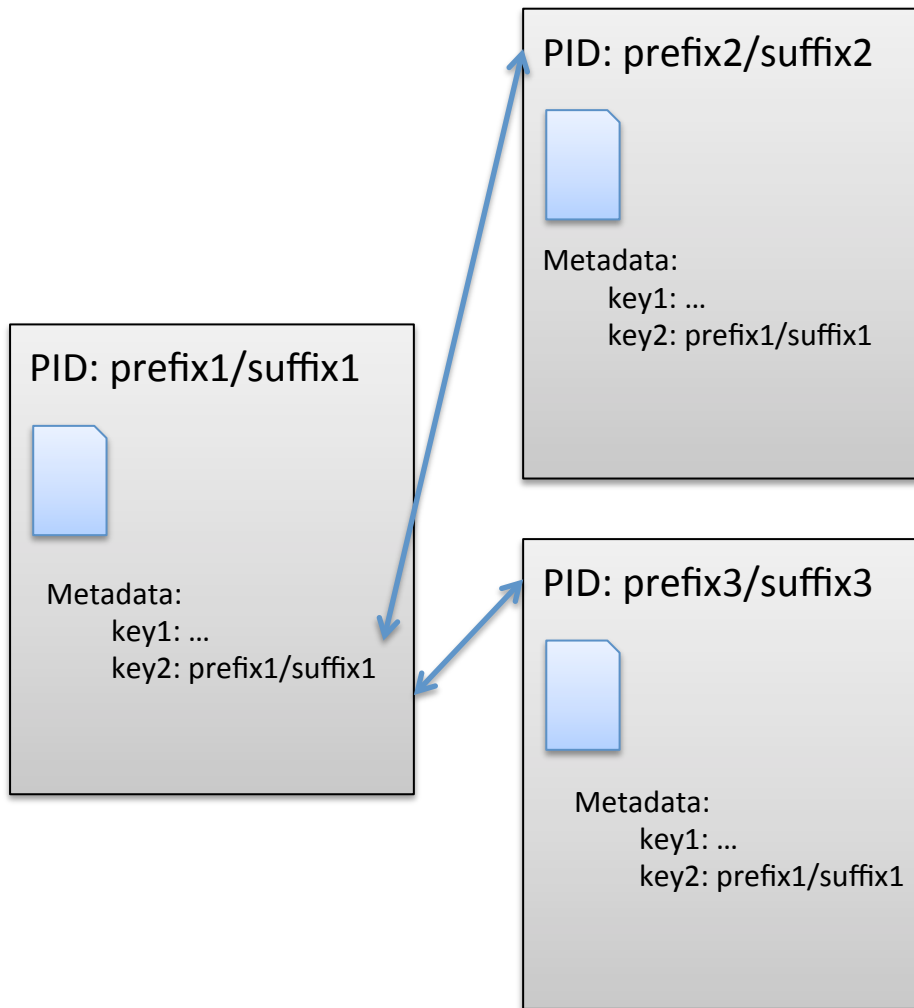 PID: prefix2/suffix2
Metadata:
key1: ...
key2: prefix1/suffix1
PID: prefix1/suffix1
Metadata:
key1: ...
key2: prefix1/suffix1
PID: prefix3/suffix3
Metadata:
key1: ...
key2: prefix1/suffix1